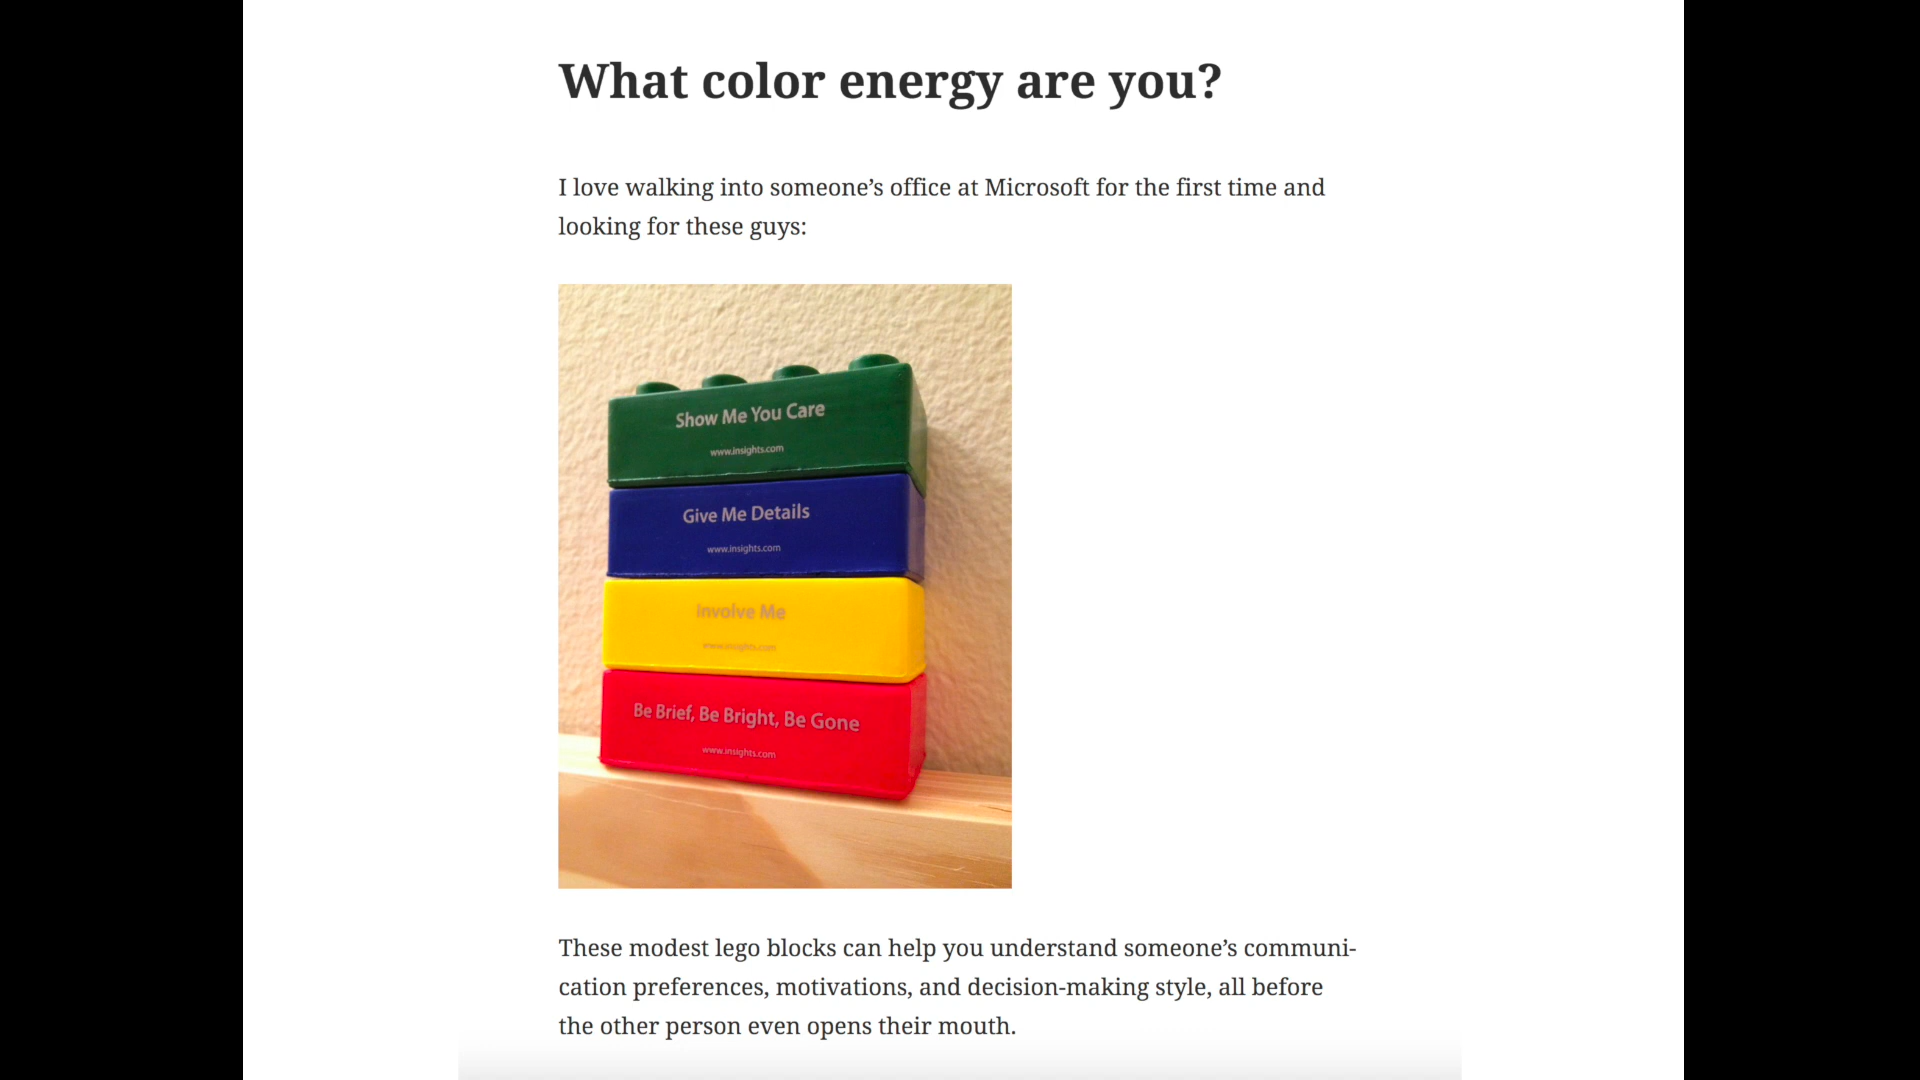 What color energy are you?
I love walking into someone’s office at Microsoft for the first time and
looking for these guys:
Show Me You Care
www.insights.com
Give Me Details
www.insights.com
Involve Me
www.insights.com
Be Brief, Be Bright, Be Gone
www.insights.com
These modest lego blocks can help you understand someone’s communi-
cation preferences, motivations, and decision-making style, all before
the other person even opens their mouth.